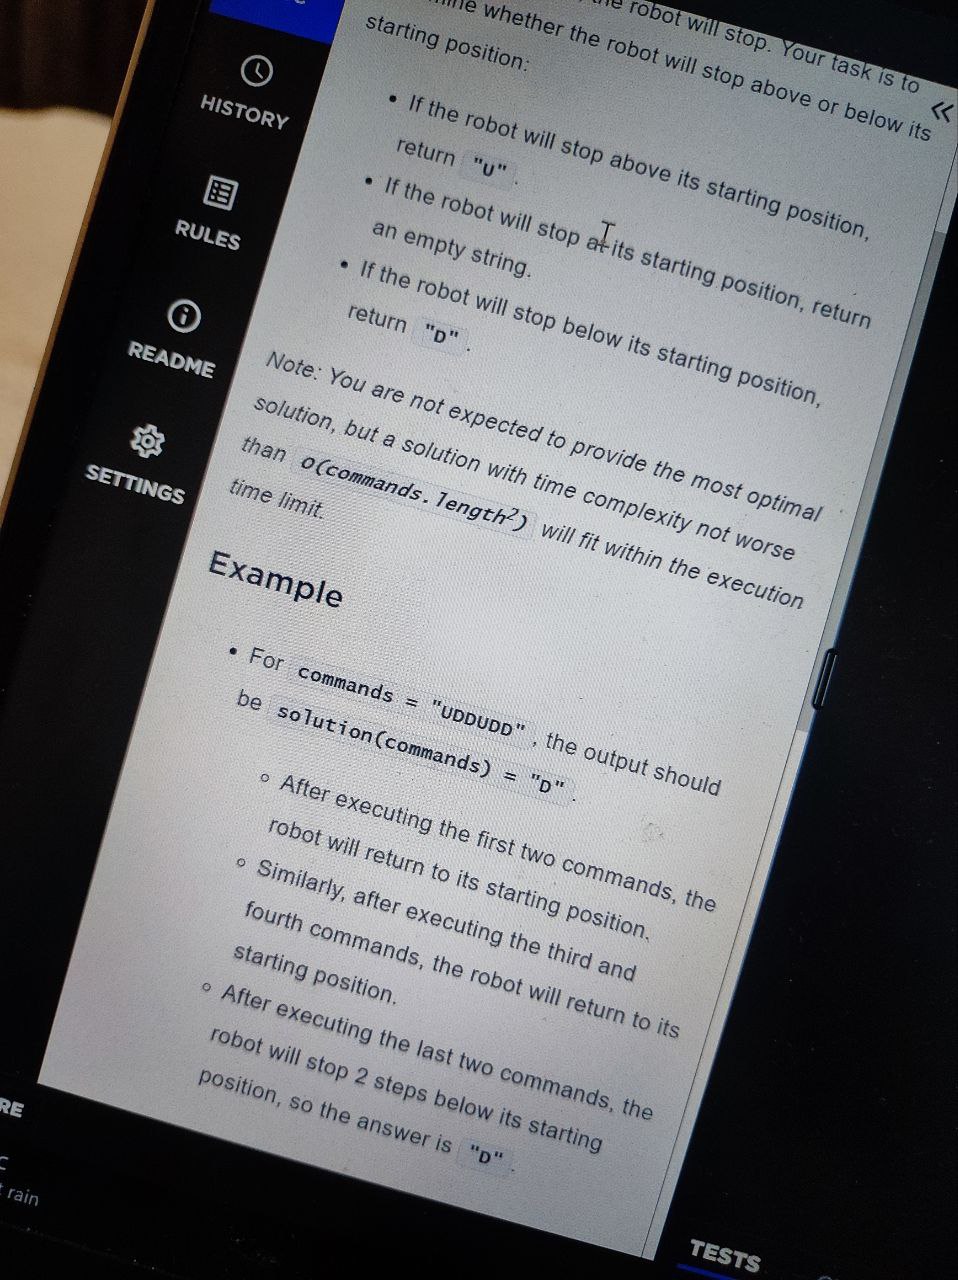 HISTORY
RULES
README
SETTINGS
the robot will stop. Your task is to
whether the robot will stop above or below its
starting position:
• If the robot will stop above its starting position,
return "U" .
• If the robot will stop at its starting position, return
an empty string.
• If the robot will stop below its starting position,
return "D" .
Note: You are not expected to provide the most optimal
solution, but a solution with time complexity not worse
than O(commands.length²) will fit within the execution
time limit.
Example
• For commands = "UDDUDD" , the output should
be solution(commands) = "D" .
◦ After executing the first two commands, the
robot will return to its starting position.
◦ Similarly, after executing the third and
fourth commands, the robot will return to its
starting position.
◦ After executing the last two commands, the
robot will stop 2 steps below its starting
position, so the answer is "D" .
RE
C
rain
TESTS